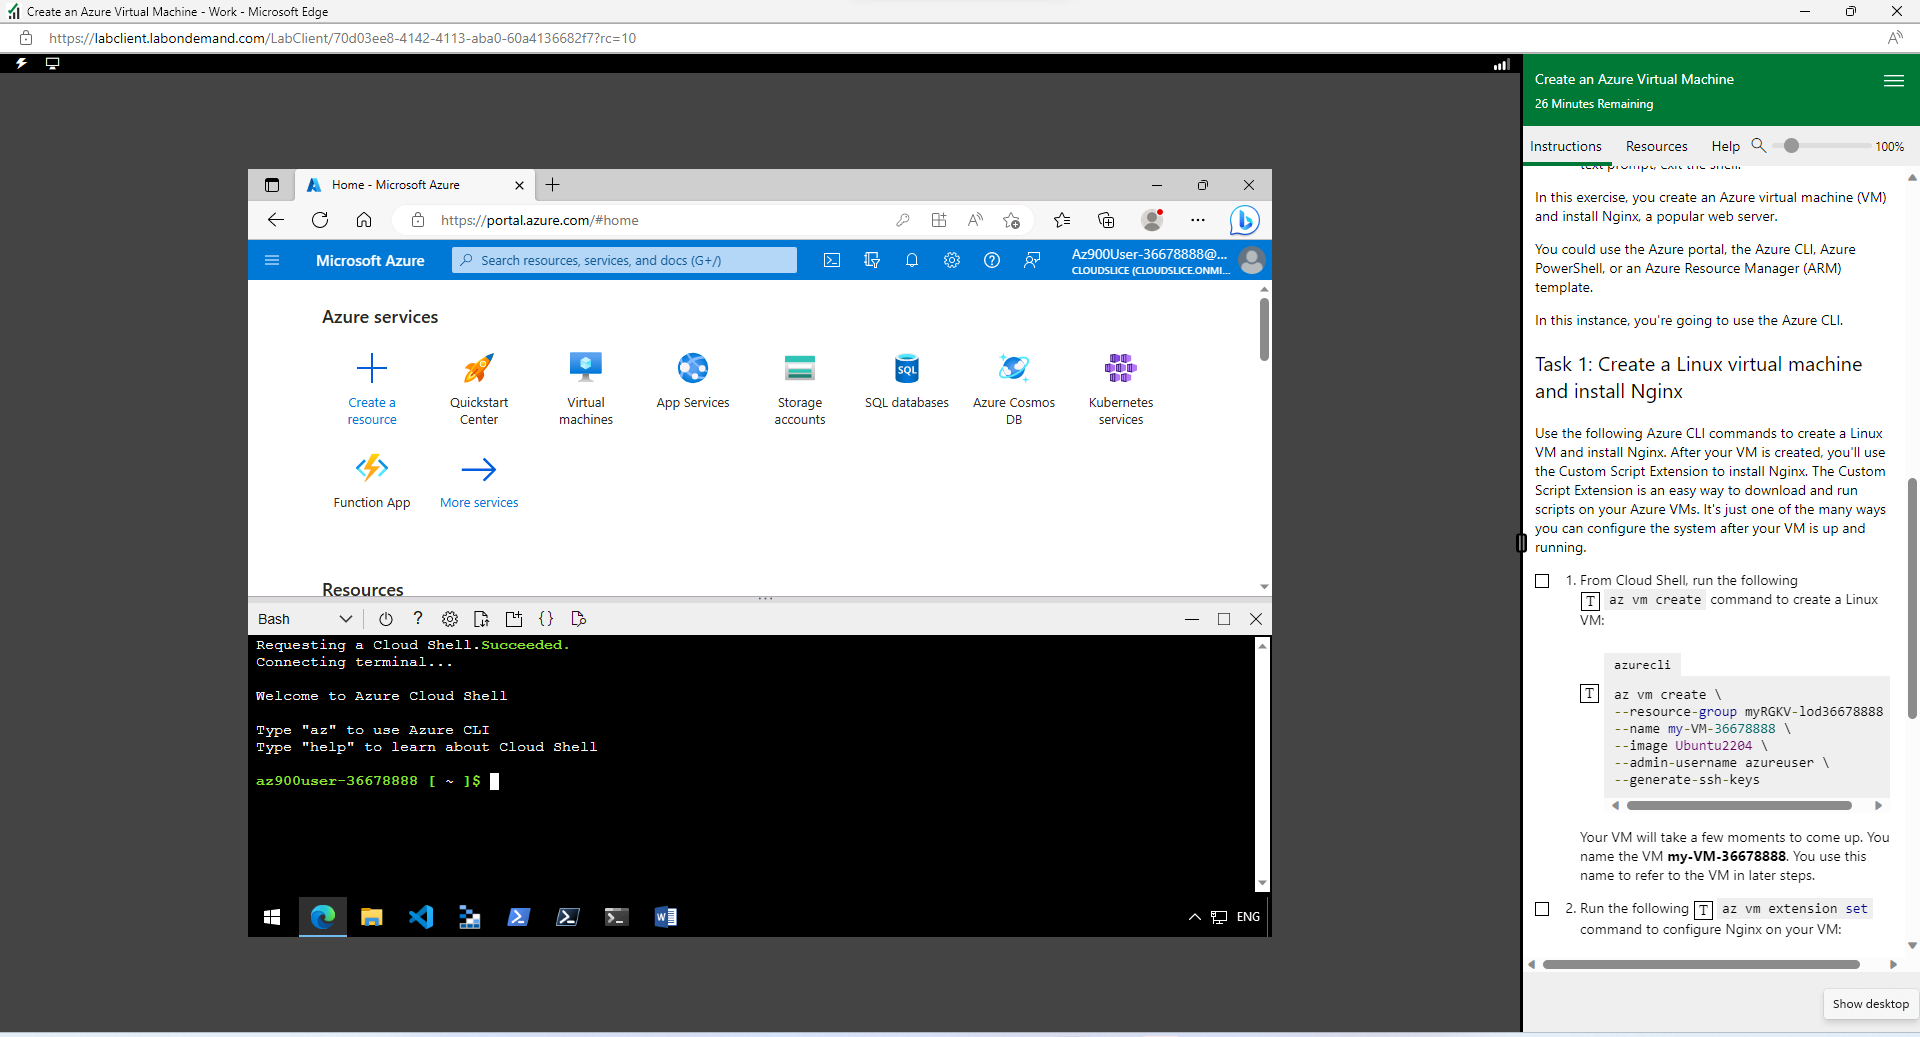 Create an Azure Virtual Machine - Work - Microsoft Edge
https://labclient.labondemand.com/LabClient/70d03ee8-4142-4113-aba0-60a4136682f7?rc=10
Home - Microsoft Azure
https://portal.azure.com/#home
Microsoft Azure
Search resources, services, and docs (G+/)
Az900User-36678888@...
CLOUDSLICE (CLOUDSLICE.ONMI...
Azure services
Create a resource
Quickstart Center
Virtual machines
App Services
Storage accounts
SQL
SQL databases
Azure Cosmos DB
Kubernetes services
Function App
More services
Resources
Bash
Requesting a Cloud Shell.Succeeded.
Connecting terminal...
Welcome to Azure Cloud Shell
Type "az" to use Azure CLI
Type "help" to learn about Cloud Shell
az900user-36678888 [ ~ ]$
ENG
Create an Azure Virtual Machine
26 Minutes Remaining
Instructions
Resources
Help
100%
text prompt, exit the shell.
In this exercise, you create an Azure virtual machine (VM)
and install Nginx, a popular web server.
You could use the Azure portal, the Azure CLI, Azure
PowerShell, or an Azure Resource Manager (ARM)
template.
In this instance, you're going to use the Azure CLI.
Task 1: Create a Linux virtual machine
and install Nginx
Use the following Azure CLI commands to create a Linux
VM and install Nginx. After your VM is created, you'll use
the Custom Script Extension to install Nginx. The Custom
Script Extension is an easy way to download and run
scripts on your Azure VMs. It's just one of the many ways
you can configure the system after your VM is up and
running.
1. From Cloud Shell, run the following
T az vm create command to create a Linux
VM:
azurecli
T
az vm create \
--resource-group myRGKV-lod36678888
--name my-VM-36678888 \
--image Ubuntu2204 \
--admin-username azureuser \
--generate-ssh-keys
Your VM will take a few moments to come up. You
name the VM my-VM-36678888. You use this
name to refer to the VM in later steps.
2. Run the following T az vm extension set
command to configure Nginx on your VM:
Show desktop